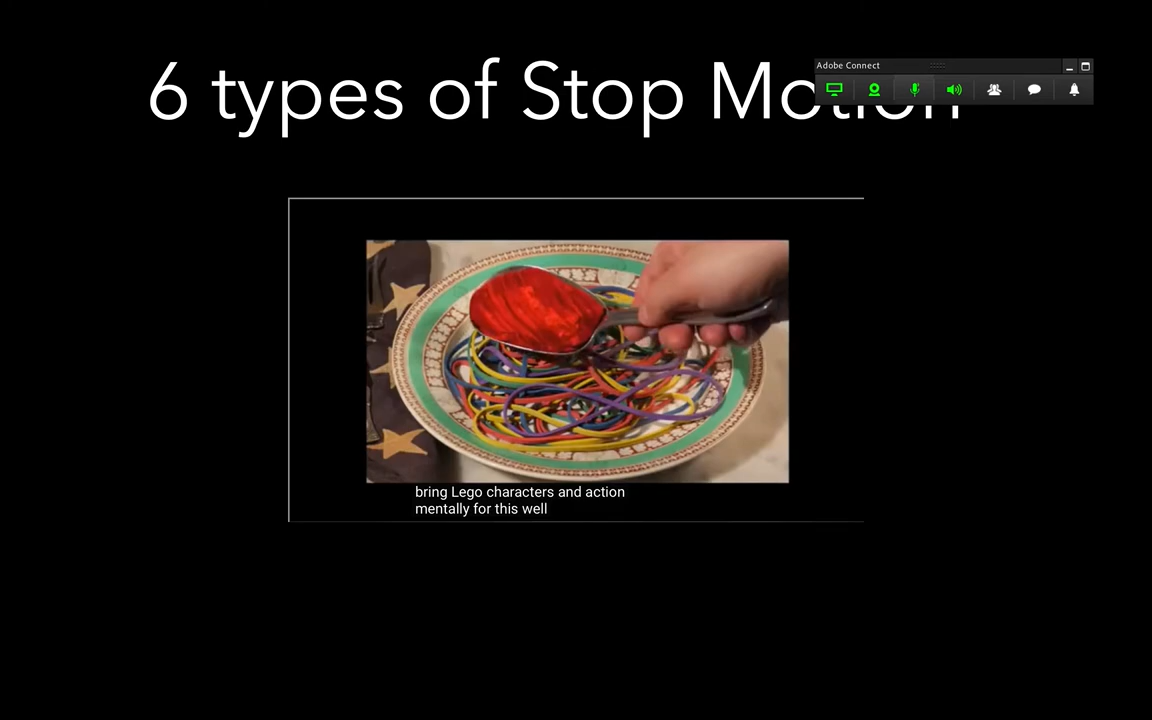 6 types of Stop Motion
Adobe Connect
bring Lego characters and action
mentally for this well